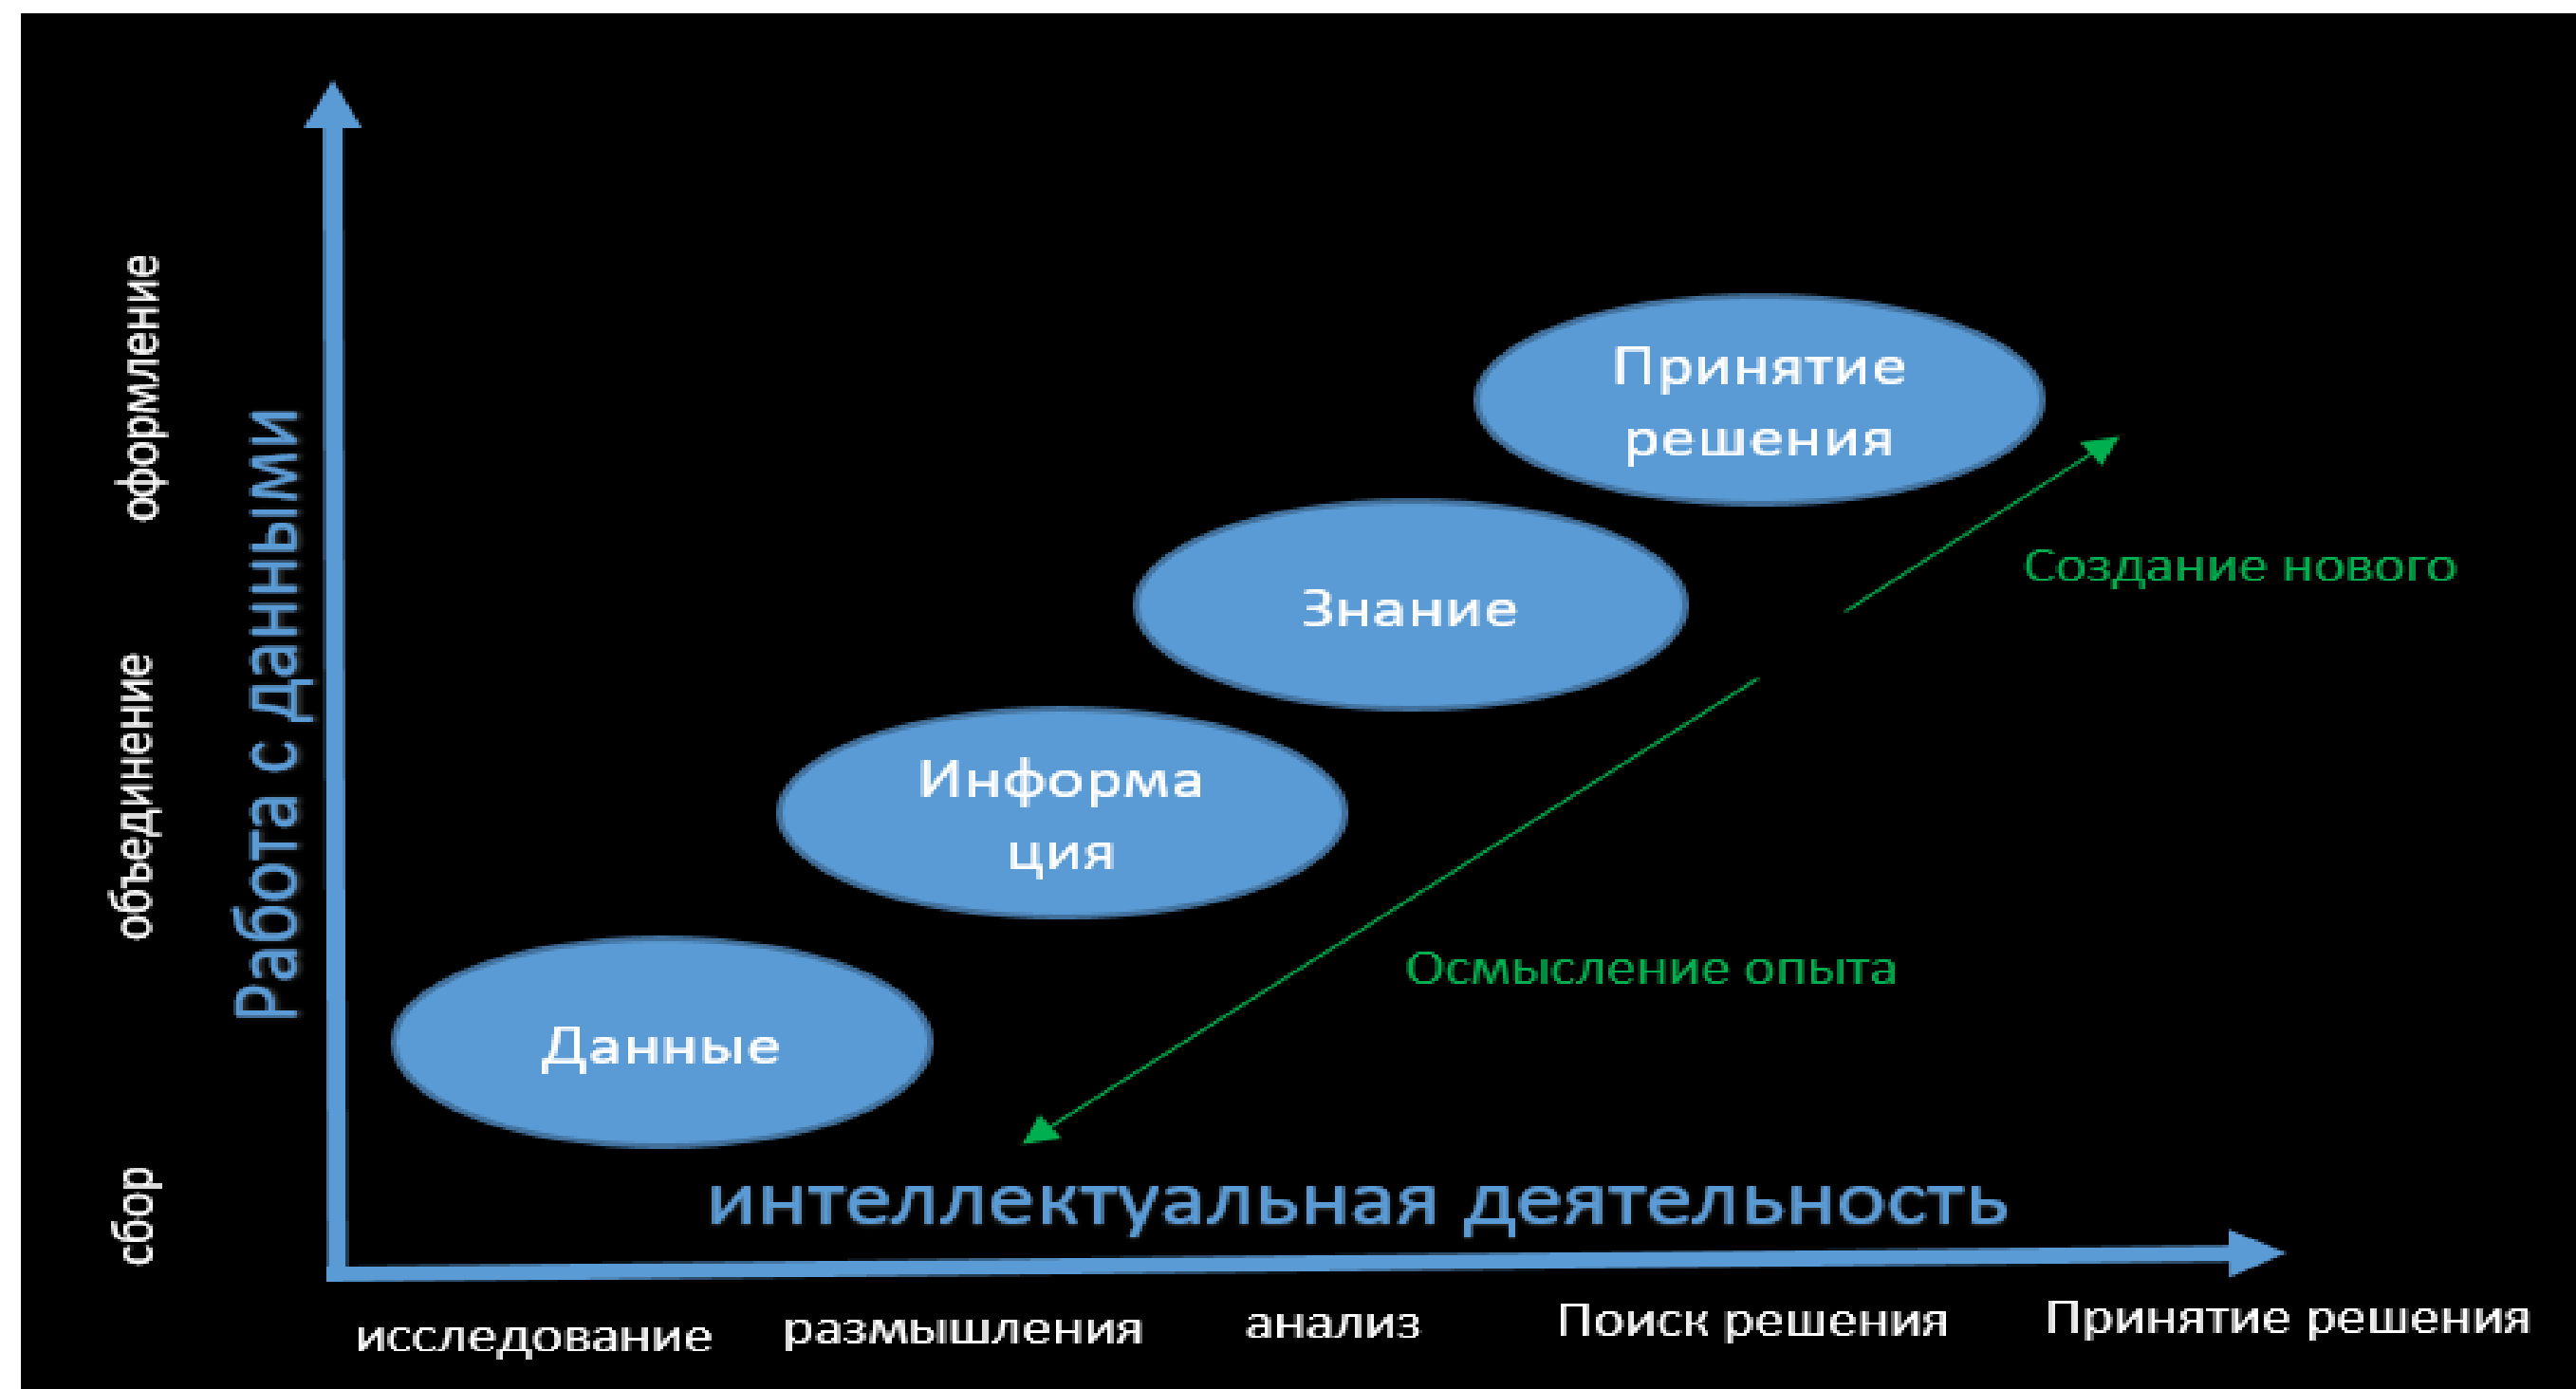 оформление
объединение
сбор
Работа с данными
Принятие
решения
Создание нового
Знание
Информа
ция
Осмысление опыта
Данные
интеллектуальная деятельность
исследование
размышления
анализ
Поиск решения
Принятие решения